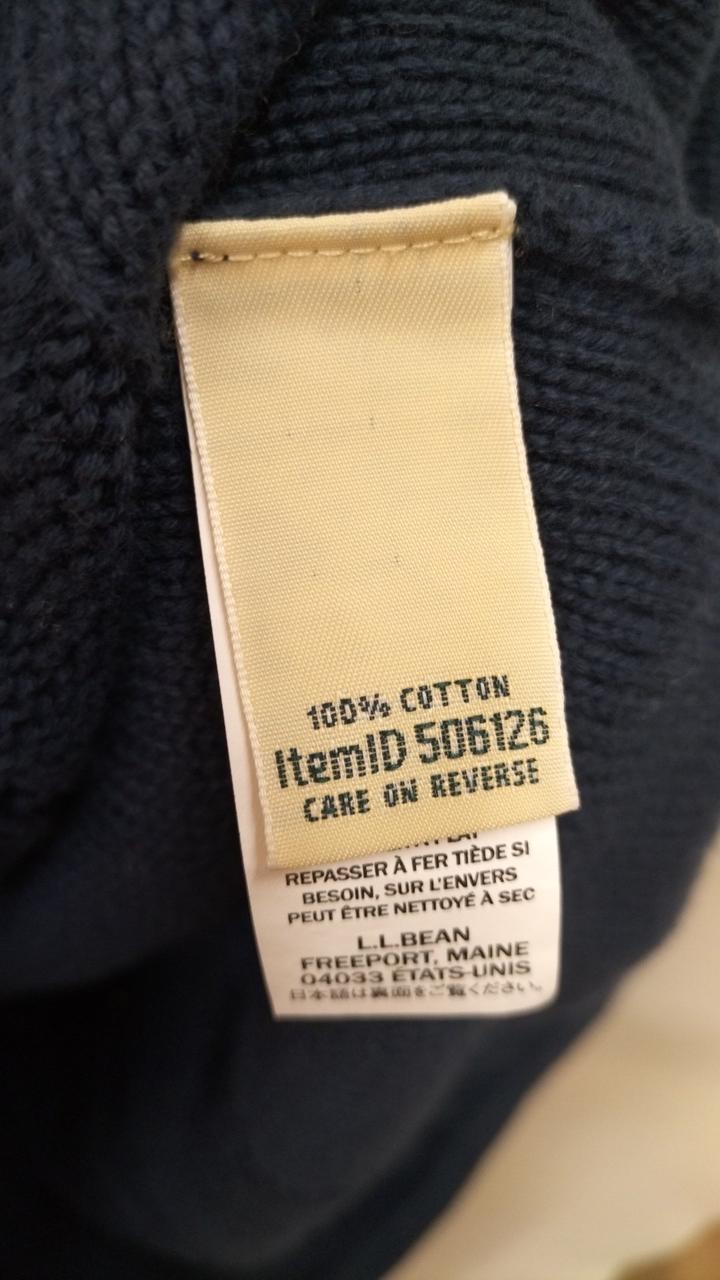 100% COTTON
ItemID 506126
CARE ON REVERSE
REPASSER À FER TIÈDE SI
BESOIN, SUR L'ENVERS
PEUT ÊTRE NETTOYÉ À SEC
L.L.BEAN
FREEPORT, MAINE
04033 ÉTATS-UNIS
日本語は裏面をご覧ください。